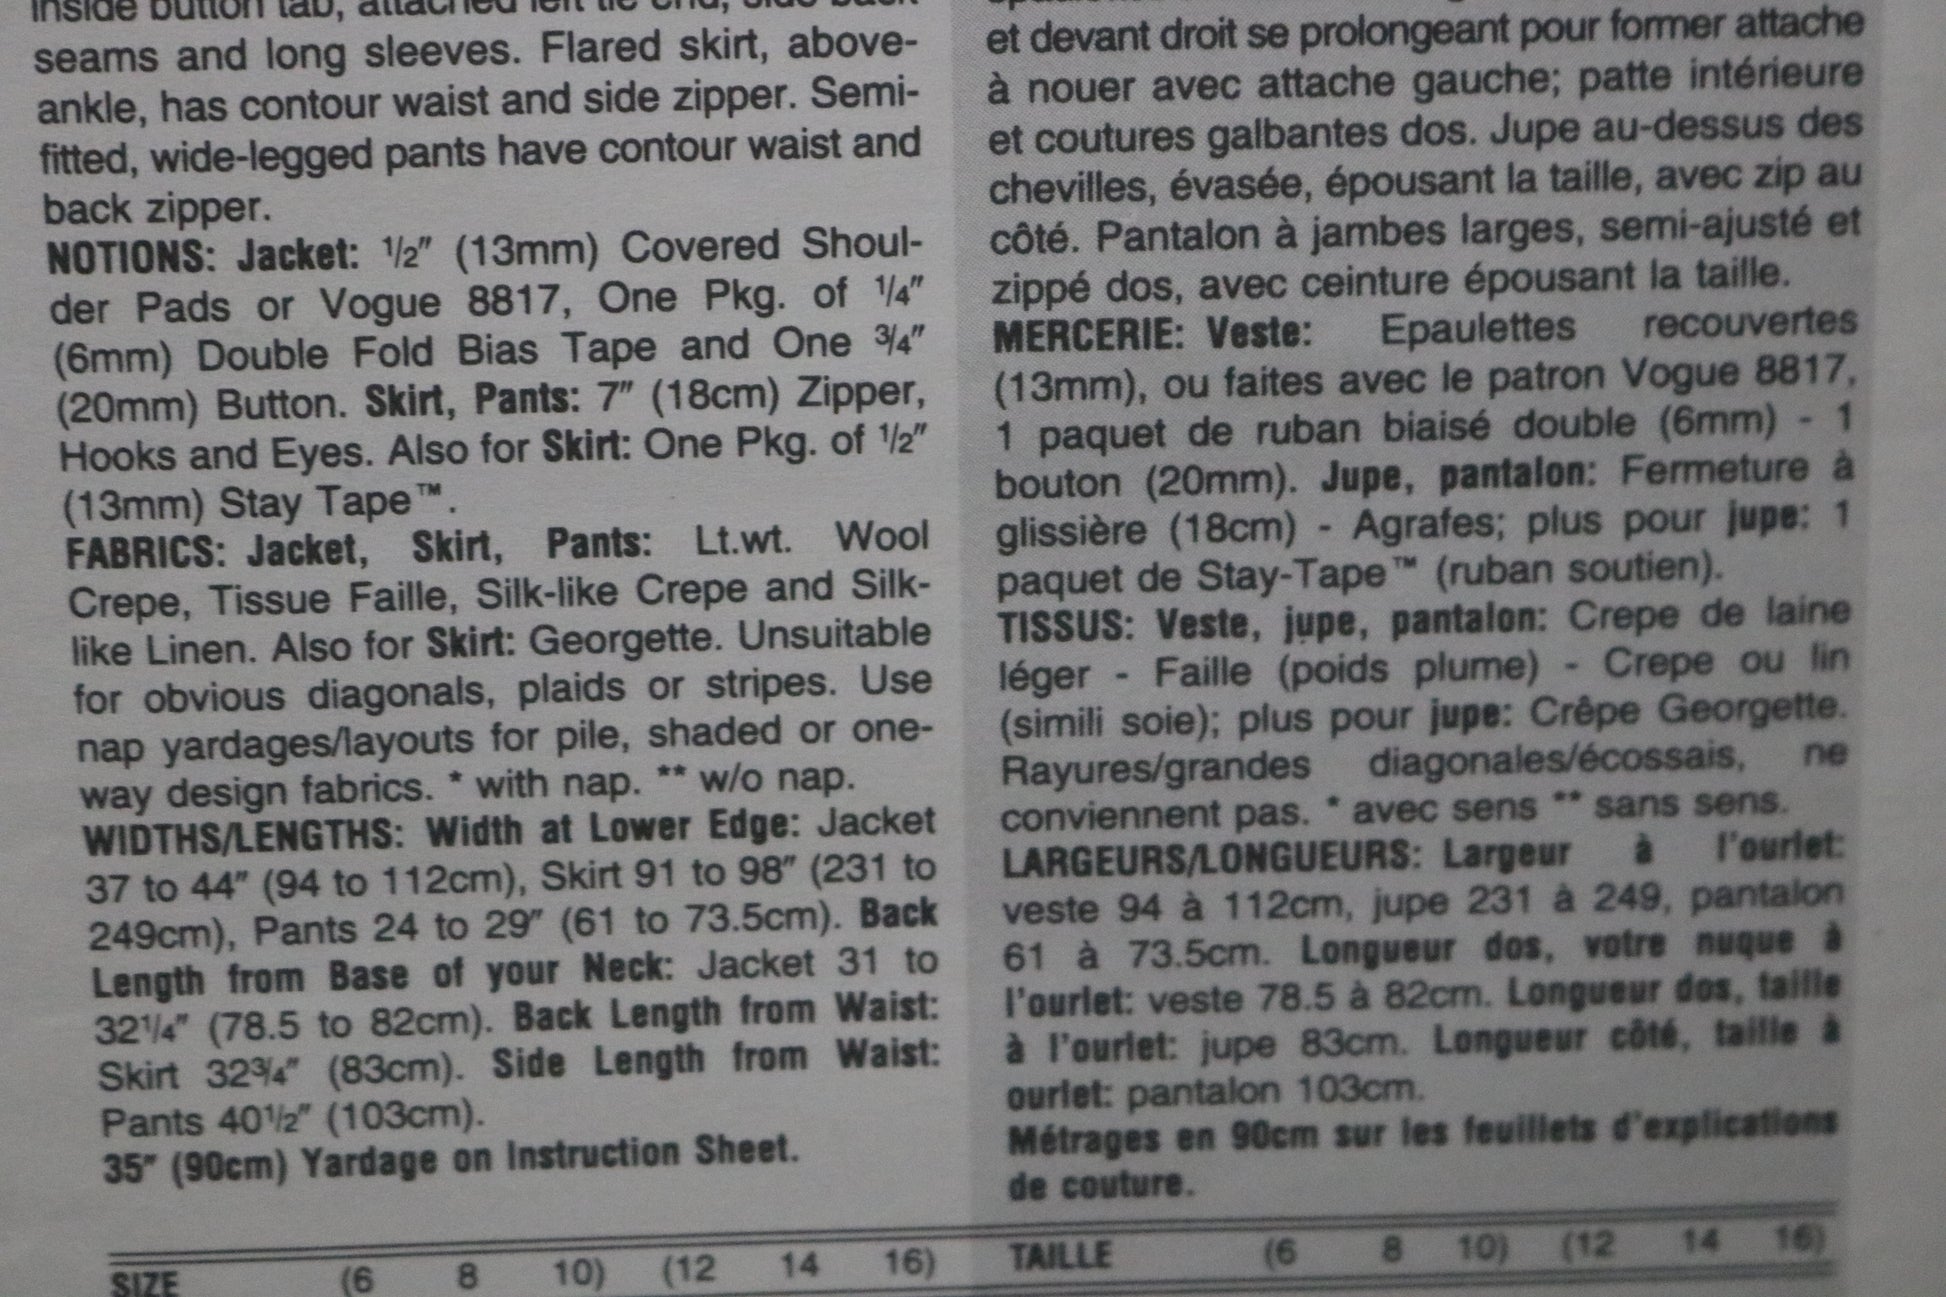 inside button tab, attached left tie end, side back
seams and long sleeves. Flared skirt, above-
ankle, has contour waist and side zipper. Semi-
fitted, wide-legged pants have contour waist and
back zipper.
NOTIONS: Jacket: 1/2" (13mm) Covered Shoul-
der Pads or Vogue 8817, One Pkg. of 1/4"
(6mm) Double Fold Bias Tape and One 3/4"
(20mm) Button. Skirt, Pants: 7" (18cm) Zipper,
Hooks and Eyes. Also for Skirt: One Pkg. of 1/2"
(13mm) Stay Tape™.
FABRICS: Jacket, Skirt, Pants: Lt.wt. Wool
Crepe, Tissue Faille, Silk-like Crepe and Silk-
like Linen. Also for Skirt: Georgette. Unsuitable
for obvious diagonals, plaids or stripes. Use
nap yardages/layouts for pile, shaded or one-
way design fabrics. * with nap. ** w/o nap.
WIDTHS/LENGTHS: Width at Lower Edge: Jacket
37 to 44" (94 to 112cm), Skirt 91 to 98" (231 to
249cm), Pants 24 to 29" (61 to 73.5cm). Back
Length from Base of your Neck: Jacket 31 to
32 1/4" (78.5 to 82cm). Back Length from Waist:
Skirt 32 3/4" (83cm). Side Length from Waist:
Pants 40 1/2" (103cm).
35" (90cm) Yardage on Instruction Sheet.
SIZE (6 8 10) (12 14 16)
et devant droit se prolongeant pour former attache
à nouer avec attache gauche; patte intérieure
et coutures galbantes dos. Jupe au-dessus des
chevilles, évasée, épousant la taille, avec zip au
côté. Pantalon à jambes larges, semi-ajusté et
zippé dos, avec ceinture épousant la taille.
MERCERIE: Veste: Epaulettes recouvertes
(13mm), ou faites avec le patron Vogue 8817,
1 paquet de ruban biaisé double (6mm) - 1
bouton (20mm). Jupe, pantalon: Fermeture à
glissière (18cm) - Agrafes; plus pour jupe: 1
paquet de Stay-Tape™ (ruban soutien).
TISSUS: Veste, jupe, pantalon: Crepe de laine
léger - Faille (poids plume) - Crepe ou lin
(simili soie); plus pour jupe: Crêpe Georgette.
Rayures/grandes diagonales/écossais, ne
conviennent pas. * avec sens ** sans sens.
LARGEURS/LONGUEURS: Largeur à l'ourlet:
veste 94 à 112cm, jupe 231 à 249, pantalon
61 à 73.5cm. Longueur dos, votre nuque à
l'ourlet: veste 78.5 à 82cm. Longueur dos, taille
à l'ourlet: jupe 83cm. Longueur côté, taille à
ourlet: pantalon 103cm.
Métrages en 90cm sur les feuillets d'explications
de couture.
TAILLE (6 8 10) (12 14 16)